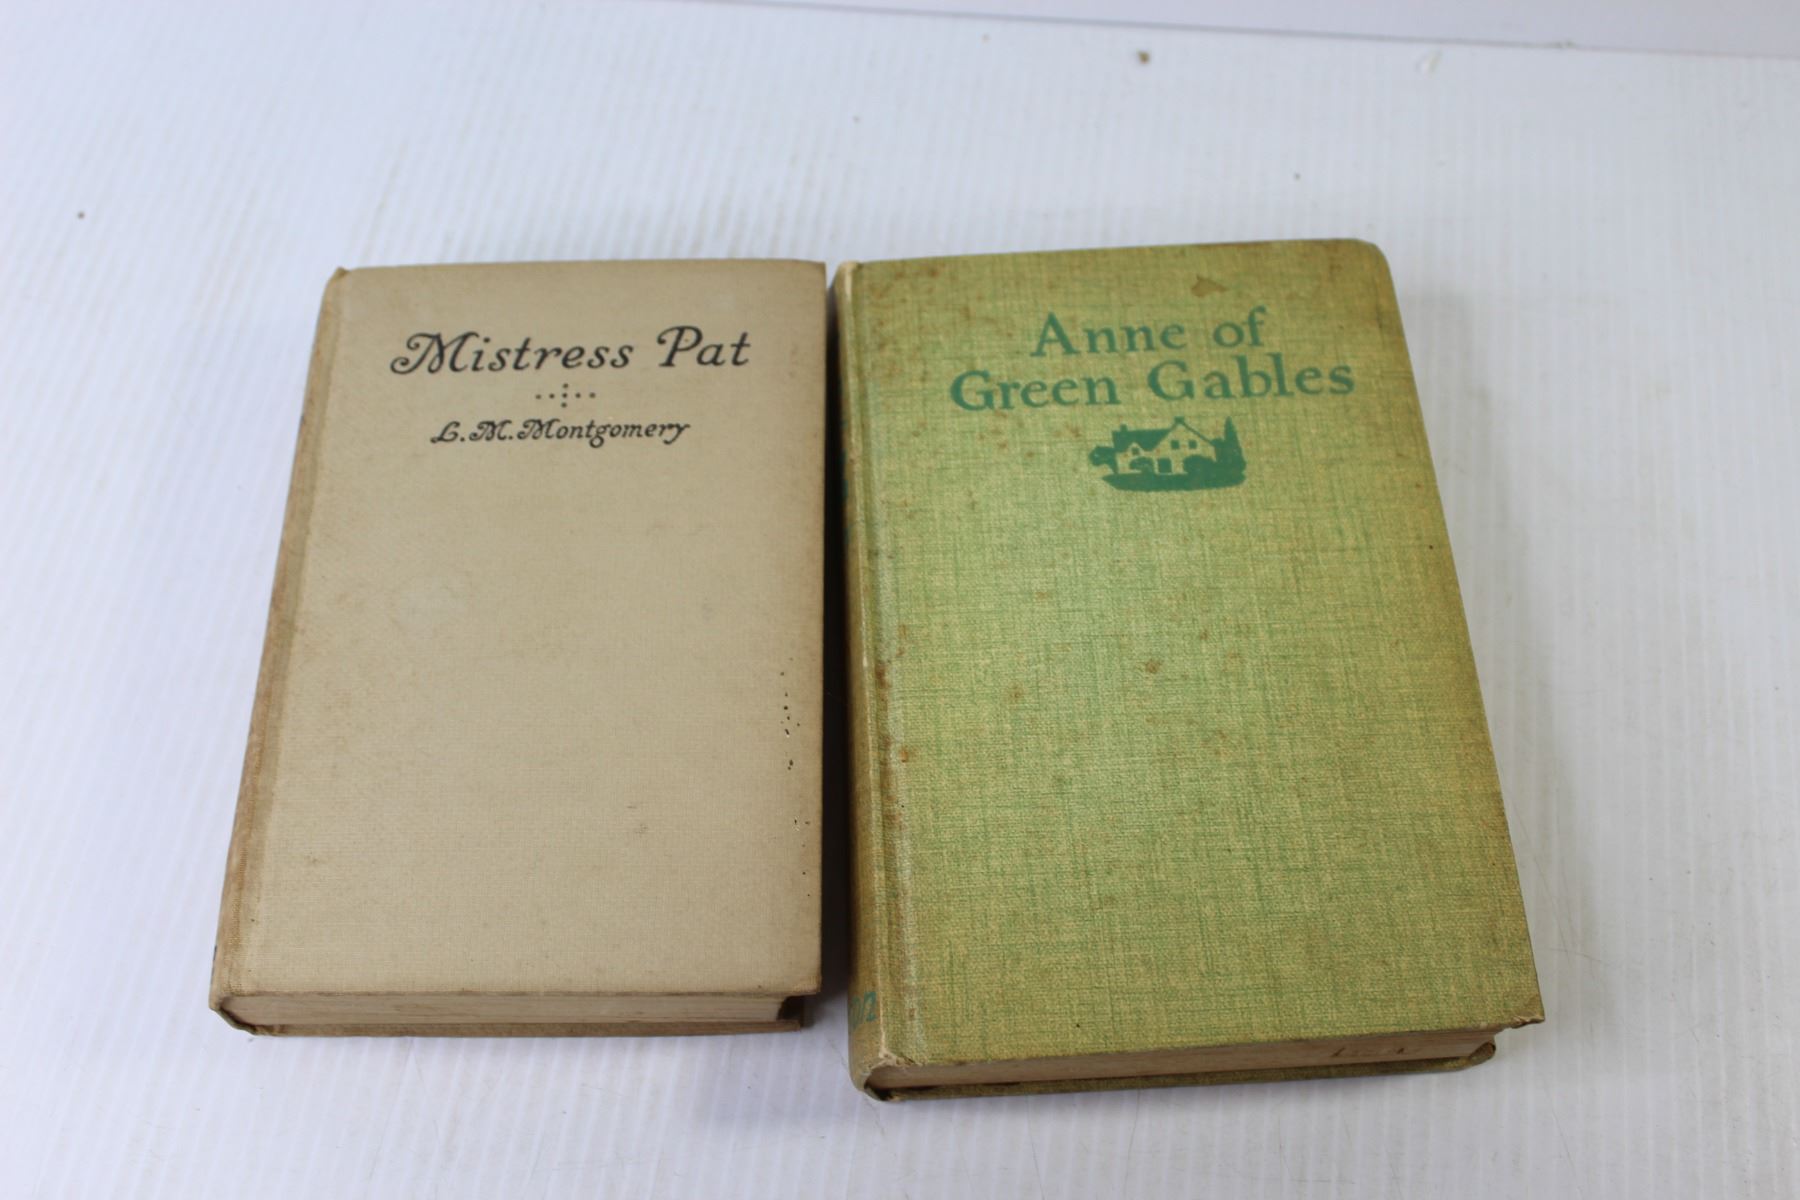 Mistress Pat
L. M. Montgomery
Anne of
Green Gables